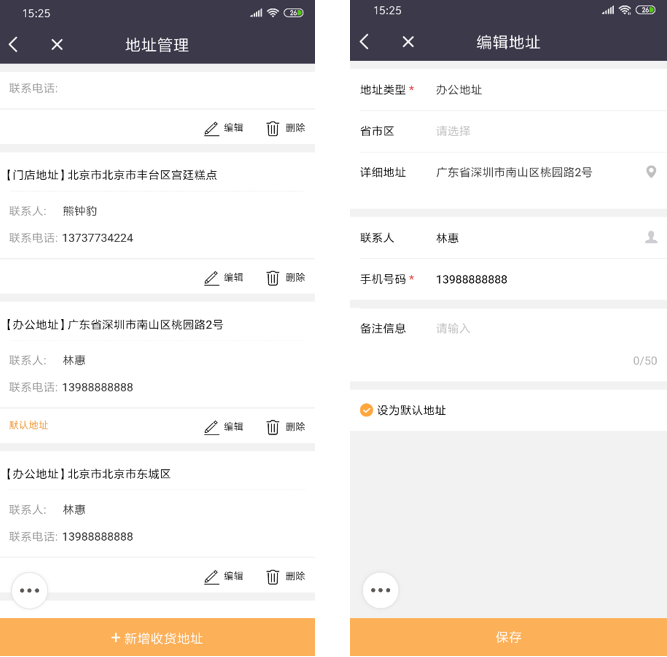 15:25
26
地址管理
联系电话:
编辑 删除
【门店地址】北京市北京市丰台区宫廷糕点
联系人: 熊钟豹
联系电话: 13737734224
编辑 删除
【办公地址】广东省深圳市南山区桃园路2号
联系人: 林惠
联系电话: 13988888888
默认地址 编辑 删除
【办公地址】北京市北京市东城区
联系人: 林惠
联系电话: 13988888888
编辑 删除
+ 新增收货地址
15:25
26
编辑地址
地址类型 * 办公地址
省市区 请选择
详细地址 广东省深圳市南山区桃园路2号
联系人 林惠
手机号码 * 13988888888
备注信息 请输入
0/50
设为默认地址
保存